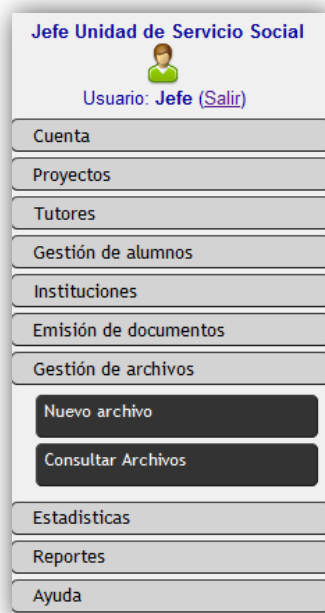 Jefe Unidad de Servicio Social
Usuario: Jefe (Salir)
Cuenta
Proyectos
Tutores
Gestión de alumnos
Instituciones
Emisión de documentos
Gestión de archivos
Nuevo archivo
Consultar Archivos
Estadisticas
Reportes
Ayuda